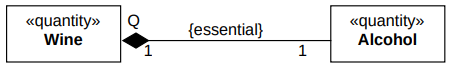 «quantity»
Wine
Q
1
{essential}
1
«quantity»
Alcohol